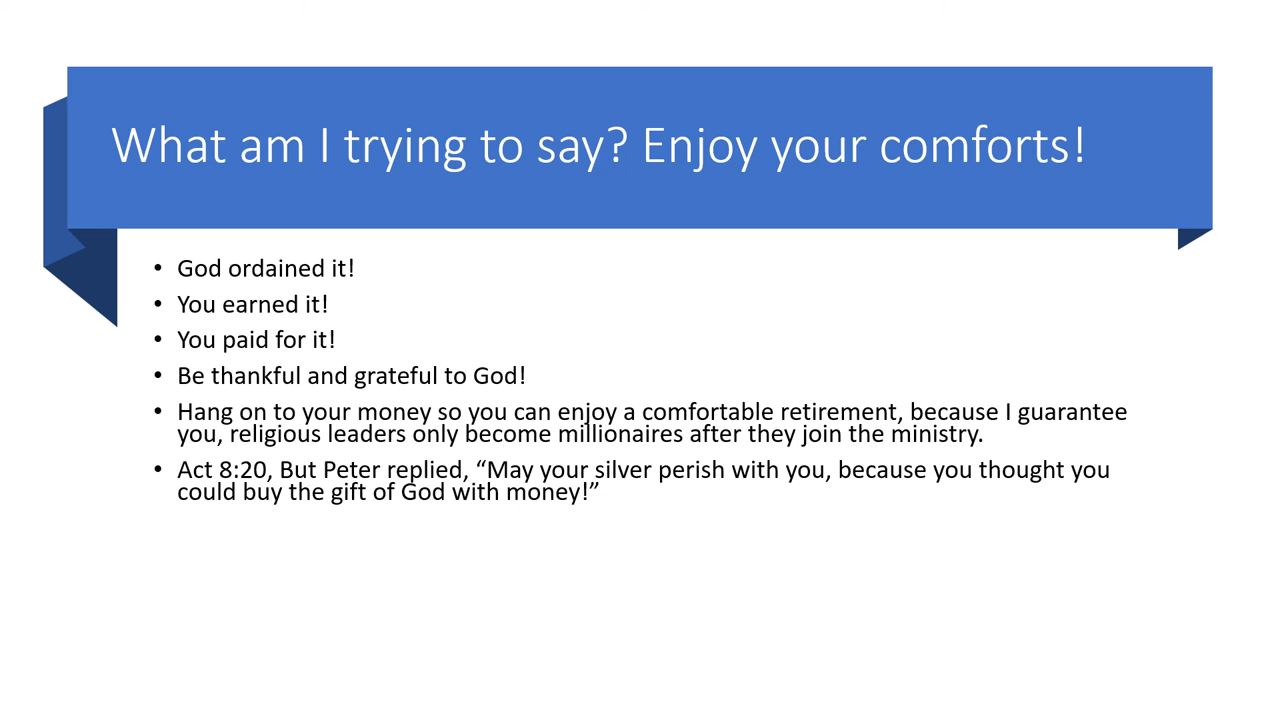 What am I trying to say? Enjoy your comforts!
• God ordained it!
• You earned it!
• You paid for it!
• Be thankful and grateful to God!
• Hang on to your money so you can enjoy a comfortable retirement, because I guarantee
you, religious leaders only become millionaires after they join the ministry.
• Act 8:20, But Peter replied, “May your silver perish with you, because you thought you
could buy the gift of God with money!”